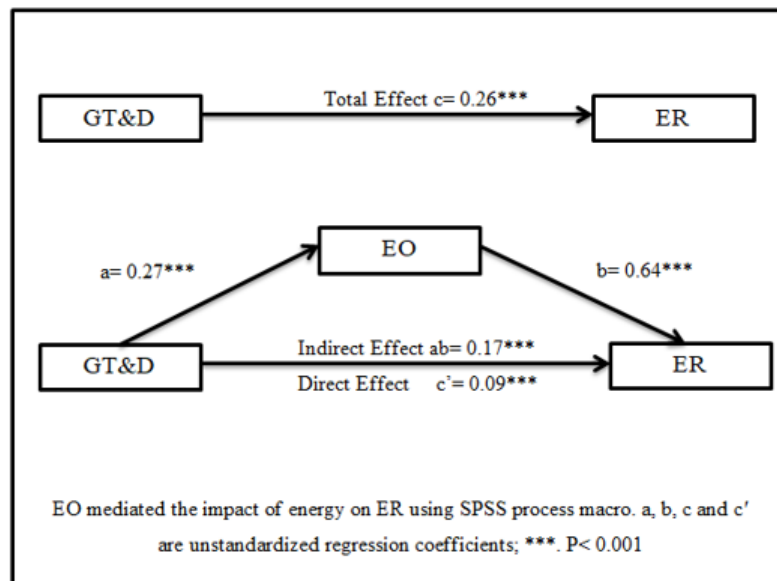 Total Effect c= 0.26***
GT&D
ER
EO
a= 0.27***
b= 0.64***
Indirect Effect ab= 0.17***
GT&D
ER
Direct Effect c’= 0.09***
EO mediated the impact of energy on ER using SPSS process macro. a, b, c and c′
are unstandardized regression coefficients; ***. P< 0.001